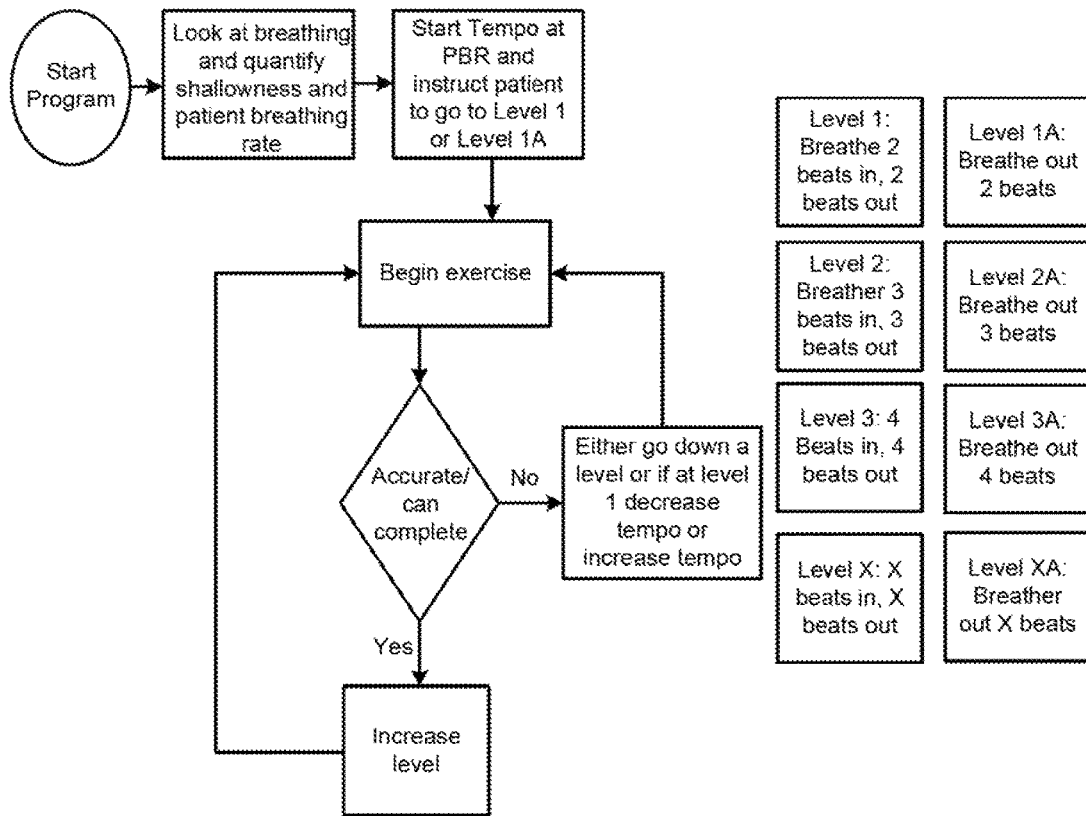 Start
Program
Look at breathing
and quantify
shallowness and
patient breathing
rate
Start Tempo at
PBR and
instruct patient
to go to Level 1
or Level 1A
Begin exercise
Accurate/
can
complete
No
Either go down a
level or if at level
1 decrease
tempo or
increase tempo
Yes
Increase
level
Level 1:
Breathe 2
beats in, 2
beats out
Level 1A:
Breathe out
2 beats
Level 2:
Breather 3
beats in, 3
beats out
Level 2A:
Breathe out
3 beats
Level 3: 4
Beats in, 4
beats out
Level 3A:
Breathe out
4 beats
Level X: X
beats in, X
beats out
Level XA:
Breather
out X beats